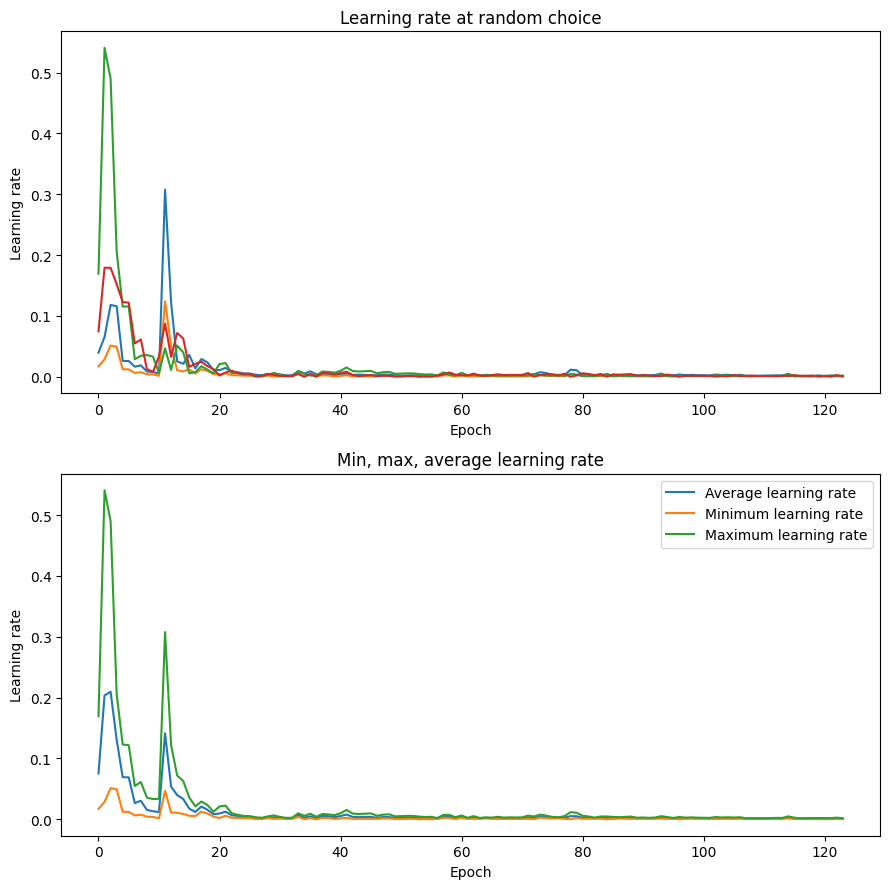 Learning rate at random choice
0.5
0.4
0.3
0.2
0.1
0.0
Learning rate
0 20 40 60 80 100 120
Epoch
Min, max, average learning rate
Average learning rate
Minimum learning rate
Maximum learning rate
0.5
0.4
0.3
0.2
0.1
0.0
Learning rate
0 20 40 60 80 100 120
Epoch